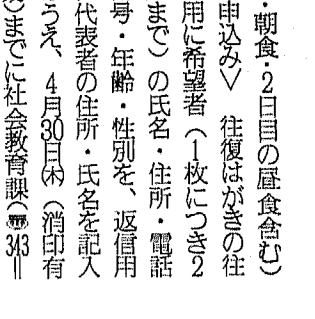 ・朝食・2日目の昼食含む)
申込み＞ 往復はがきの往
用に希望者(1枚につき2
まで)の氏名・住所・電話
号・年齢・性別を、返信用
代表者の住所・氏名を記入
うえ、4月30日㈭(消印有
)までに社会教育課(☎343